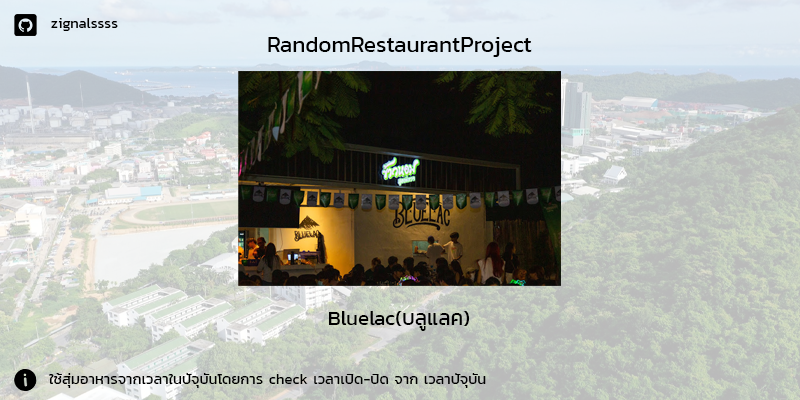 zignalssss
RandomRestaurantProject
BLUELAC
BLUELAC
Bluelac(บลูแลค)
ใช้สุ่มอาหารจากเวลาในปัจุบันโดยการ check เวลาเปิด-ปิด จาก เวลาปัจุบัน